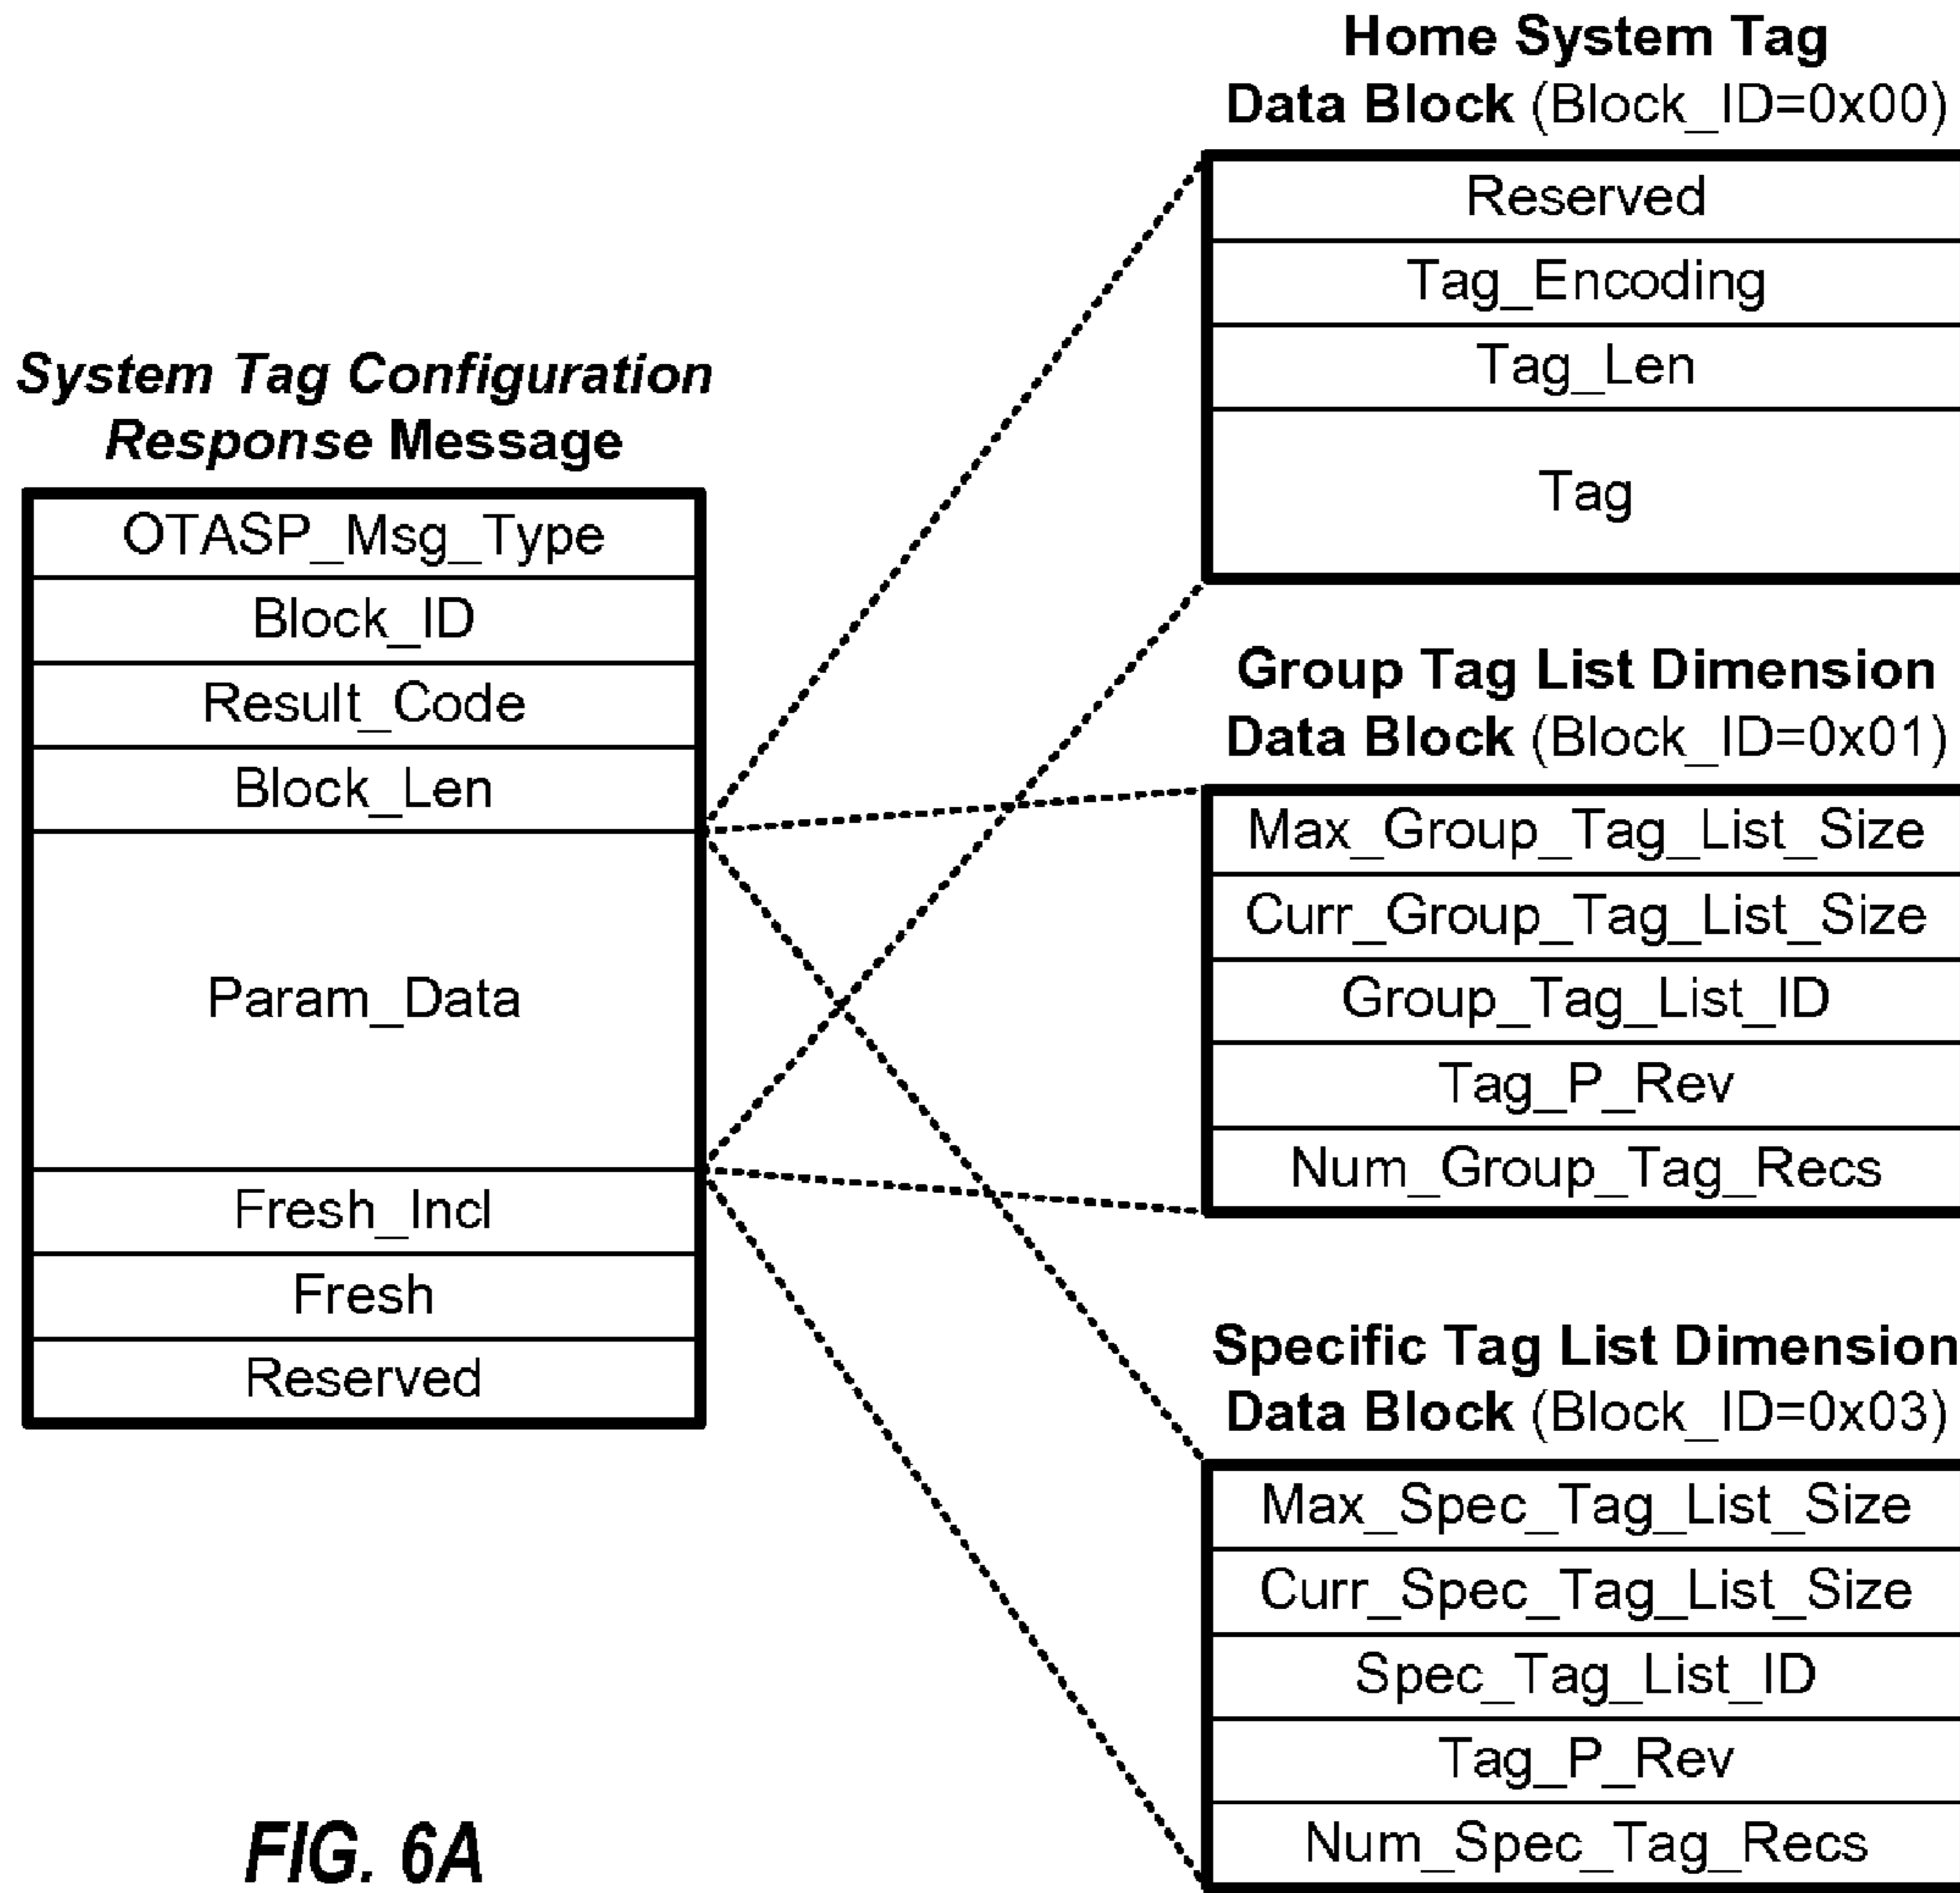 System Tag Configuration
Response Message
OTASP_Msg_Type
Block_ID
Result_Code
Block_Len
Param_Data
Fresh_Incl
Fresh
Reserved
Home System Tag
Data Block (Block_ID=0x00)
Reserved
Tag_Encoding
Tag_Len
Tag
Group Tag List Dimension
Data Block (Block_ID=0x01)
Max_Group_Tag_List_Size
Curr_Group_Tag_List_Size
Group_Tag_List_ID
Tag_P_Rev
Num_Group_Tag_Recs
Specific Tag List Dimension
Data Block (Block_ID=0x03)
Max_Spec_Tag_List_Size
Curr_Spec_Tag_List_Size
Spec_Tag_List_ID
Tag_P_Rev
Num_Spec_Tag_Recs
FIG. 6A